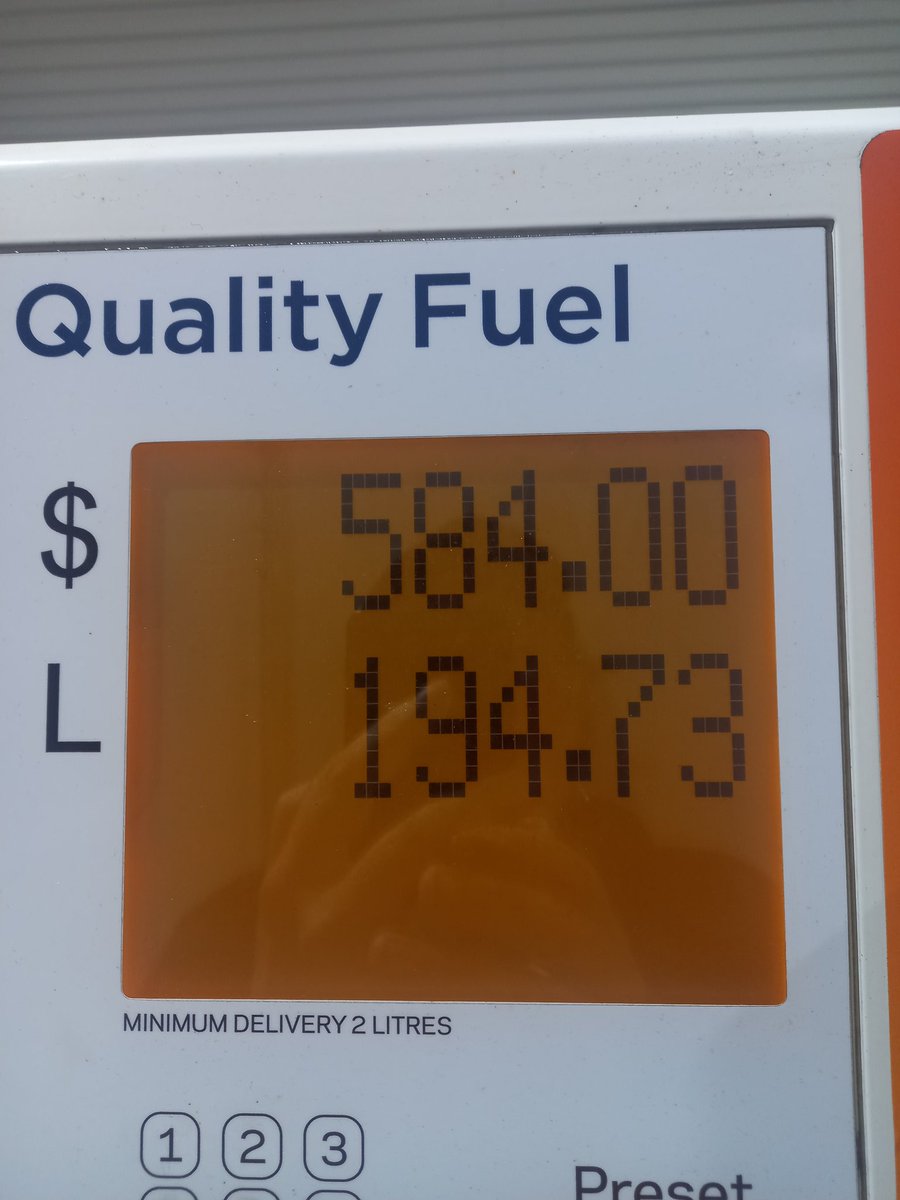 Quality Fuel
$ 584.00
L 194.73
MINIMUM DELIVERY 2 LITRES
1 2 3
Preset